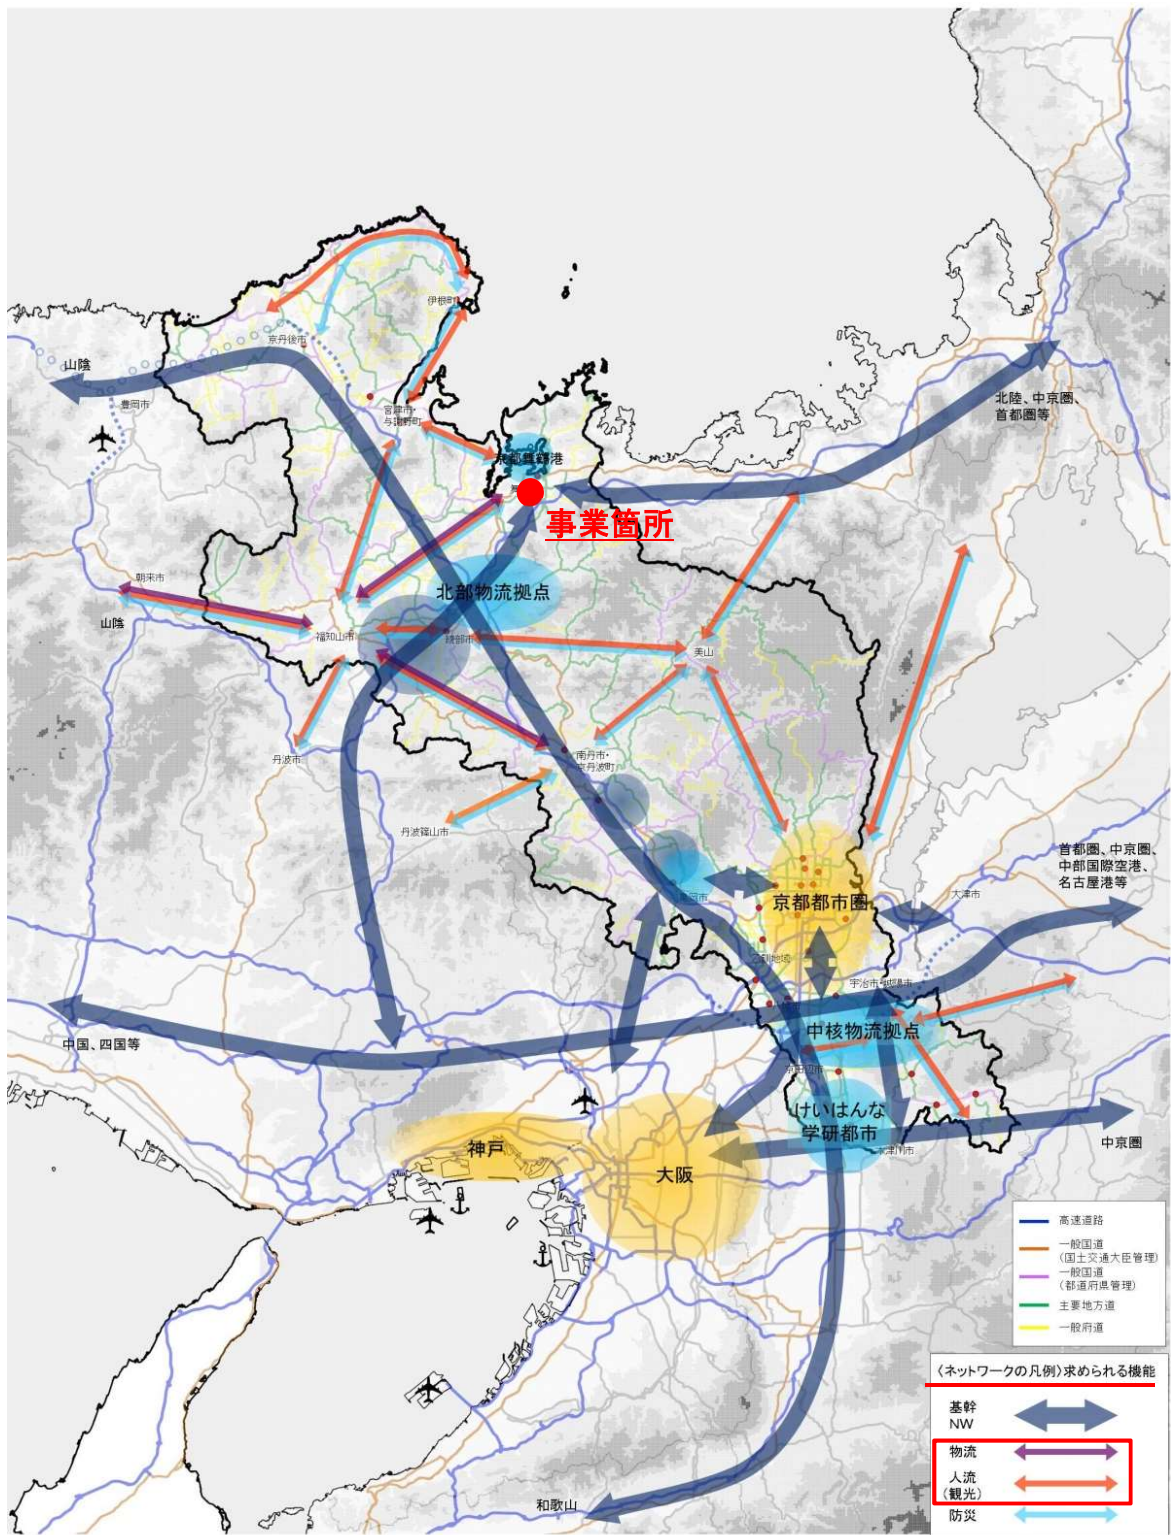 伊根町
京丹後市
山陰
豊岡市
宮津市・
与謝野町
北陸、中京圏、
首都圏等
京都舞鶴港
事業箇所
朝来市
北部物流拠点
山陰
福知山市
綾部市
美山
丹波市
南丹市・
京丹波町
丹波篠山市
首都圏、中京圏、
中部国際空港、
名古屋港等
大津市
京都都市圏
宇治市・城陽市
中国、四国等
中核物流拠点
京田辺市
けいはんな
学研都市
中京圏
木津川市
神戸
大阪
高速道路
一般国道
(国土交通大臣管理)
一般国道
(都道府県管理)
主要地方道
一般府道
〈ネットワークの凡例〉求められる機能
基幹
NW
物流
人流
(観光)
防災
和歌山